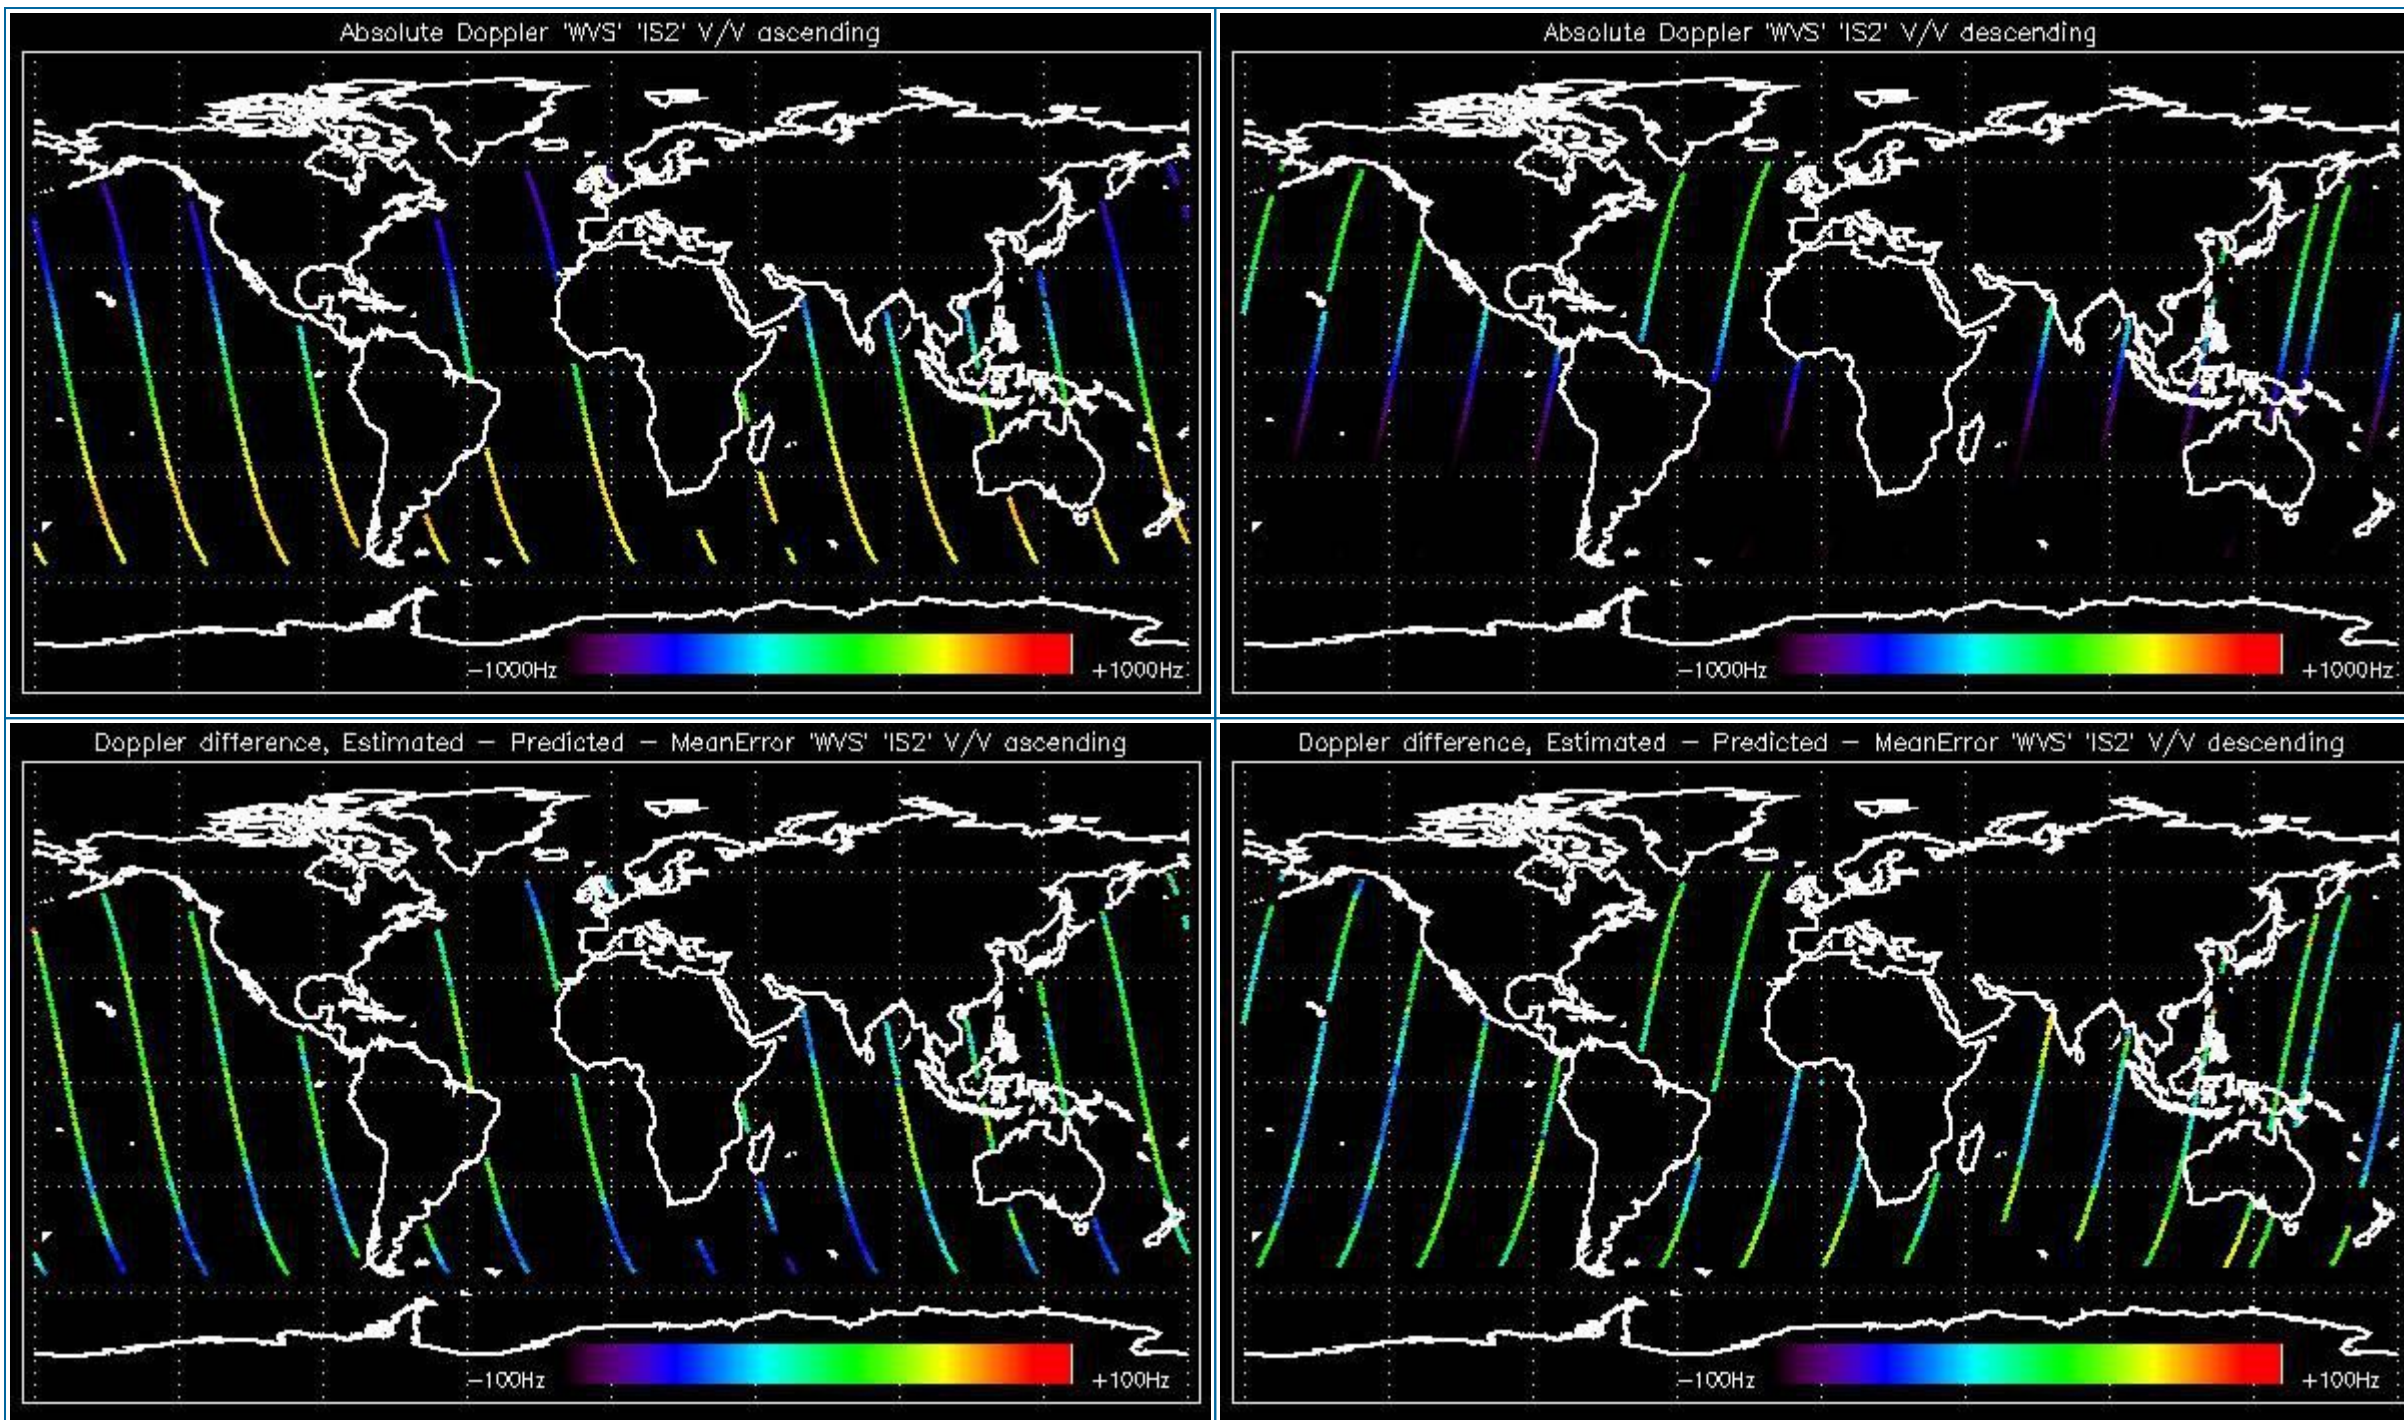 Absolute Doppler 'WVS' 'IS2' V/V ascending
-1000Hz
+1000Hz
Absolute Doppler 'WVS' 'IS2' V/V descending
-1000Hz
+1000Hz
Doppler difference, Estimated - Predicted - MeanError 'WVS' 'IS2' V/V ascending
-100Hz
+100Hz
Doppler difference, Estimated - Predicted - MeanError 'WVS' 'IS2' V/V descending
-100Hz
+100Hz